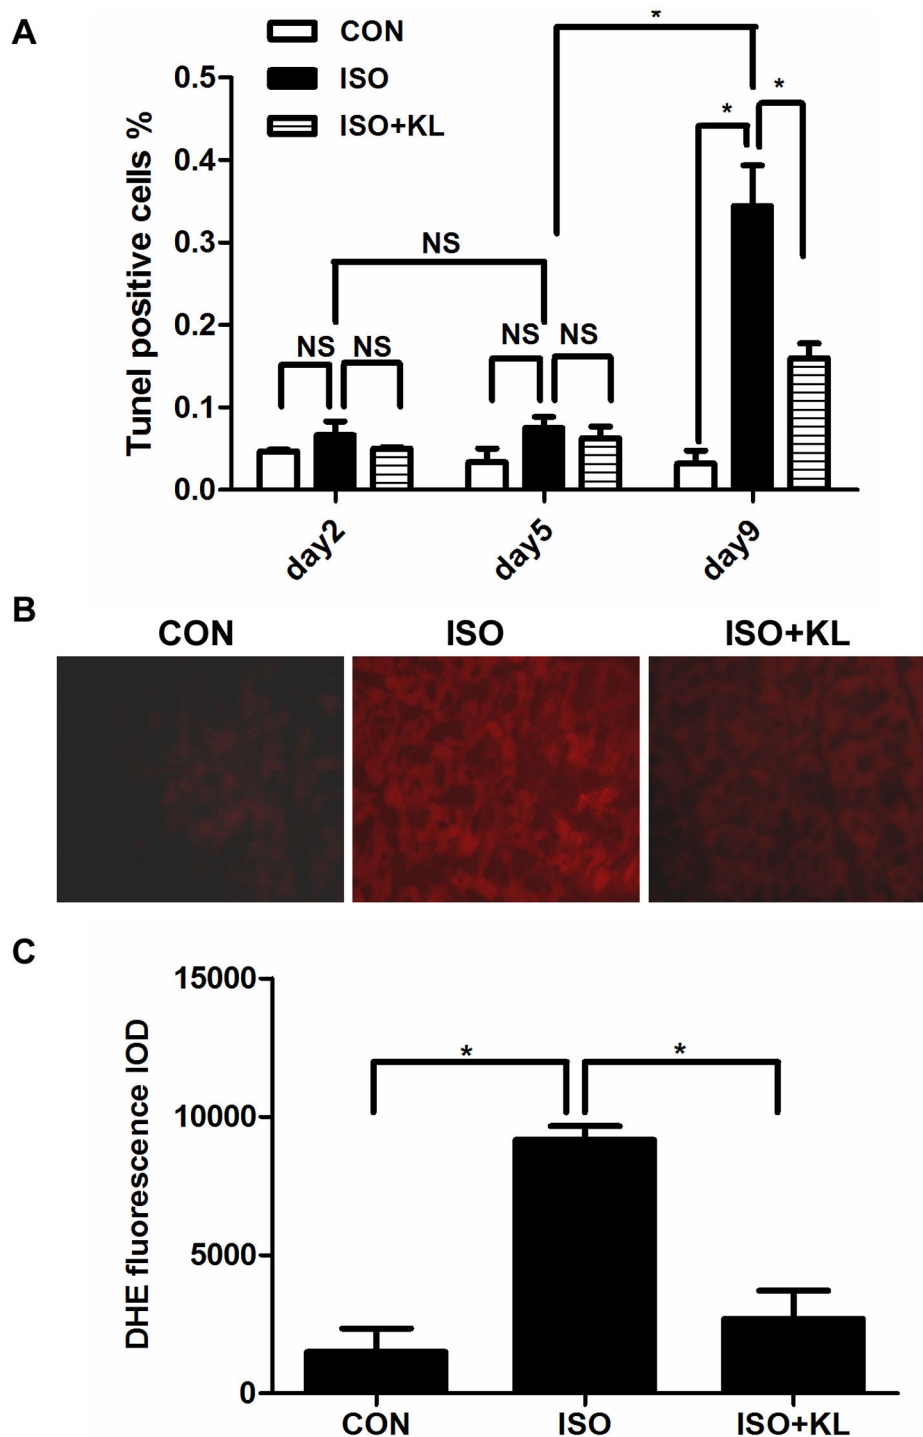 A
CON
ISO
ISO+KL
Tunel positive cells %
0.5
0.4
0.3
0.2
0.1
0.0
*
*
*
NS
NS
NS
NS
NS
day2
day5
day9
B
CON
ISO
ISO+KL
C
DHE fluorescence IOD
15000
10000
5000
0
*
*
CON
ISO
ISO+KL